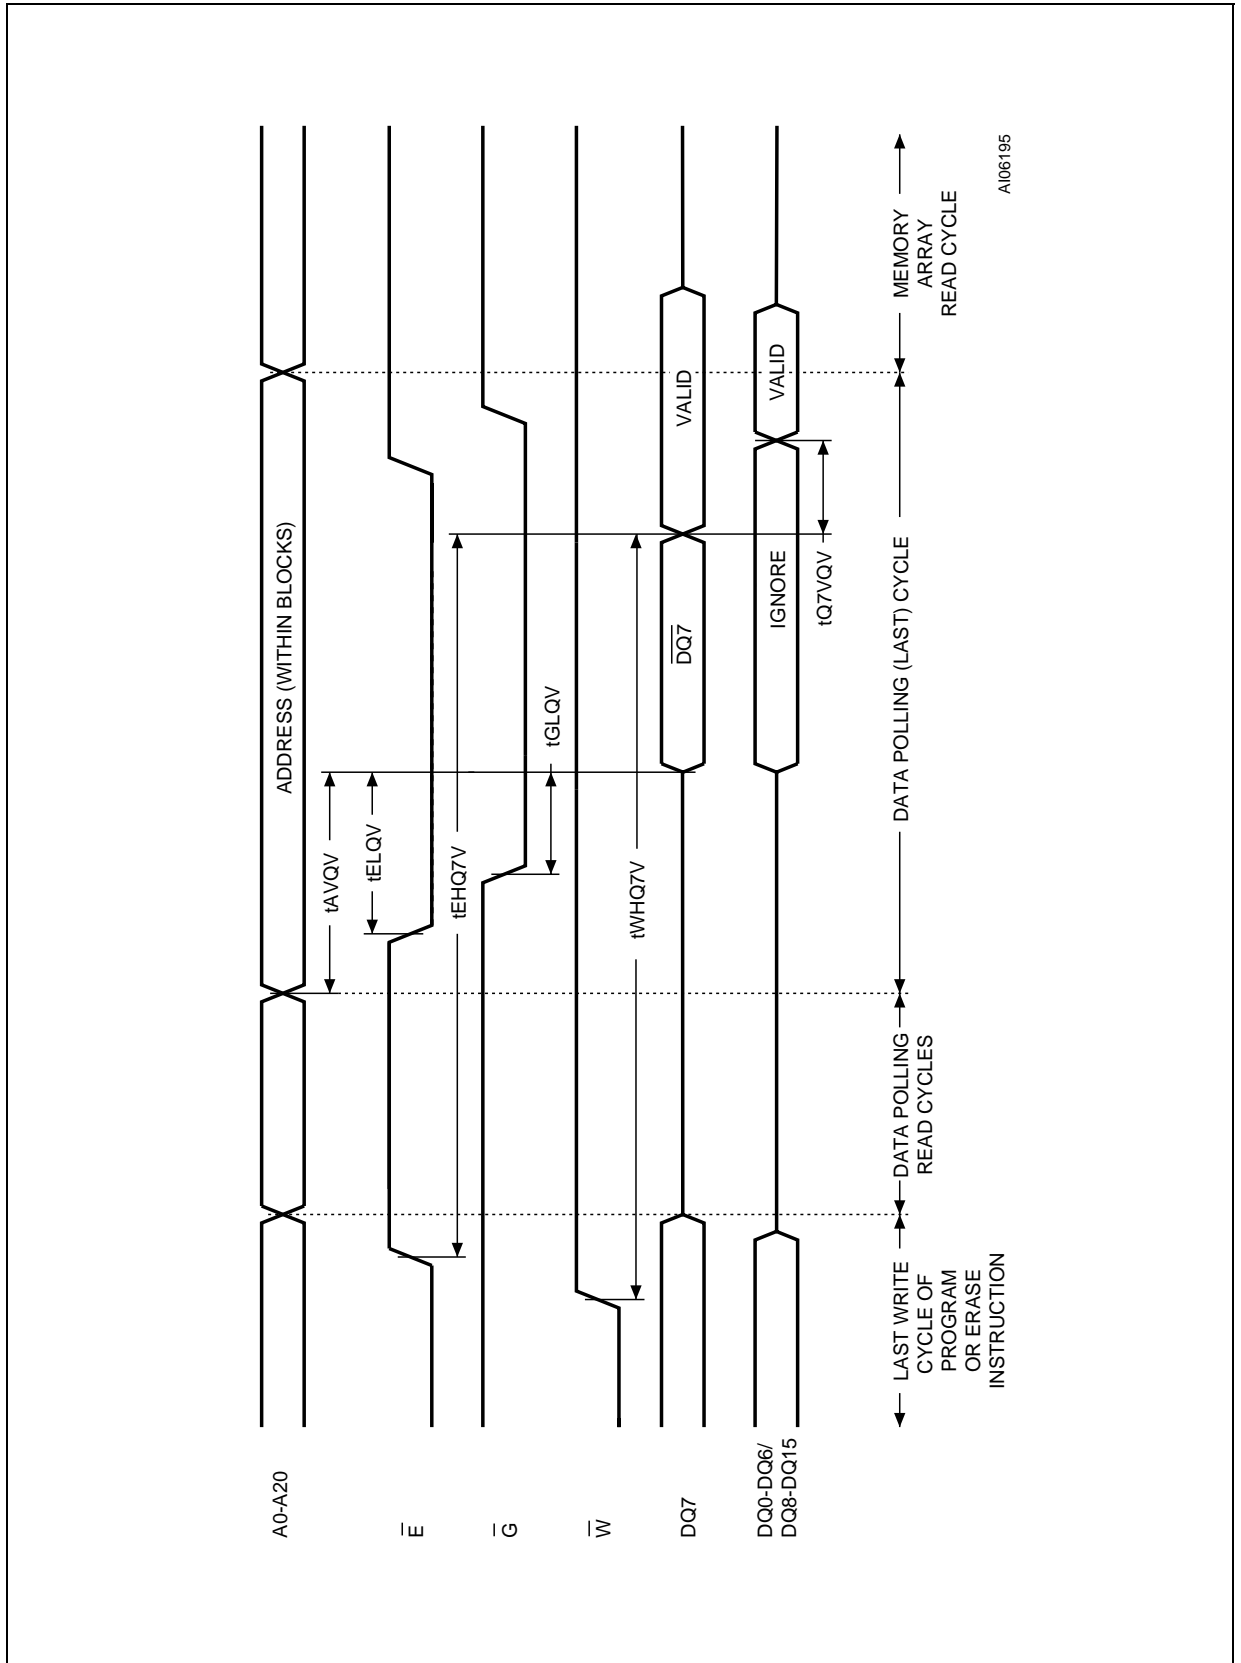 A0-A20
ADDRESS (WITHIN BLOCKS)
tAVQV
tELQV
E̅
tEHQ7V
G̅
tGLQV
W̅
tWHQ7V
DQ7
D̅Q̅7̅
VALID
DQ0-DQ6/
DQ8-DQ15
IGNORE
VALID
tQ7VQV
LAST WRITE
CYCLE OF
PROGRAM
OR ERASE
INSTRUCTION
DATA POLLING
READ CYCLES
DATA POLLING (LAST) CYCLE
MEMORY
ARRAY
READ CYCLE
AI06195